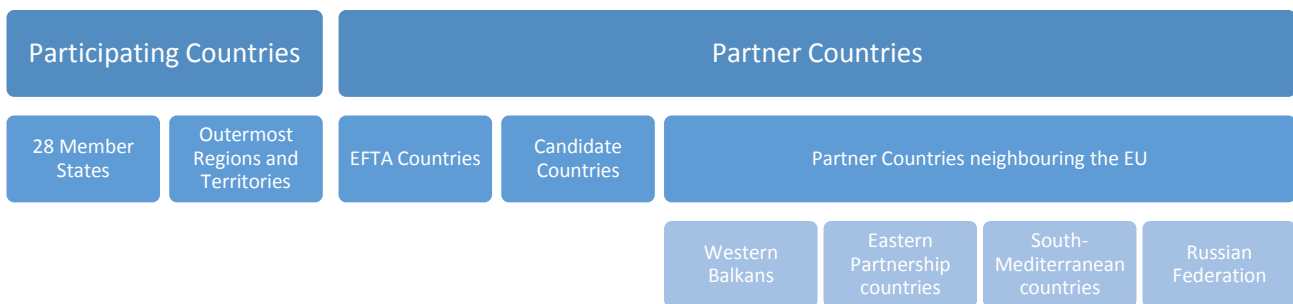 Participating Countries
Partner Countries
28 Member
States
Outermost
Regions and
Territories
EFTA Countries
Candidate
Countries
Partner Countries neighbouring the EU
Western
Balkans
Eastern
Partnership
countries
South-
Mediterranean
countries
Russian
Federation